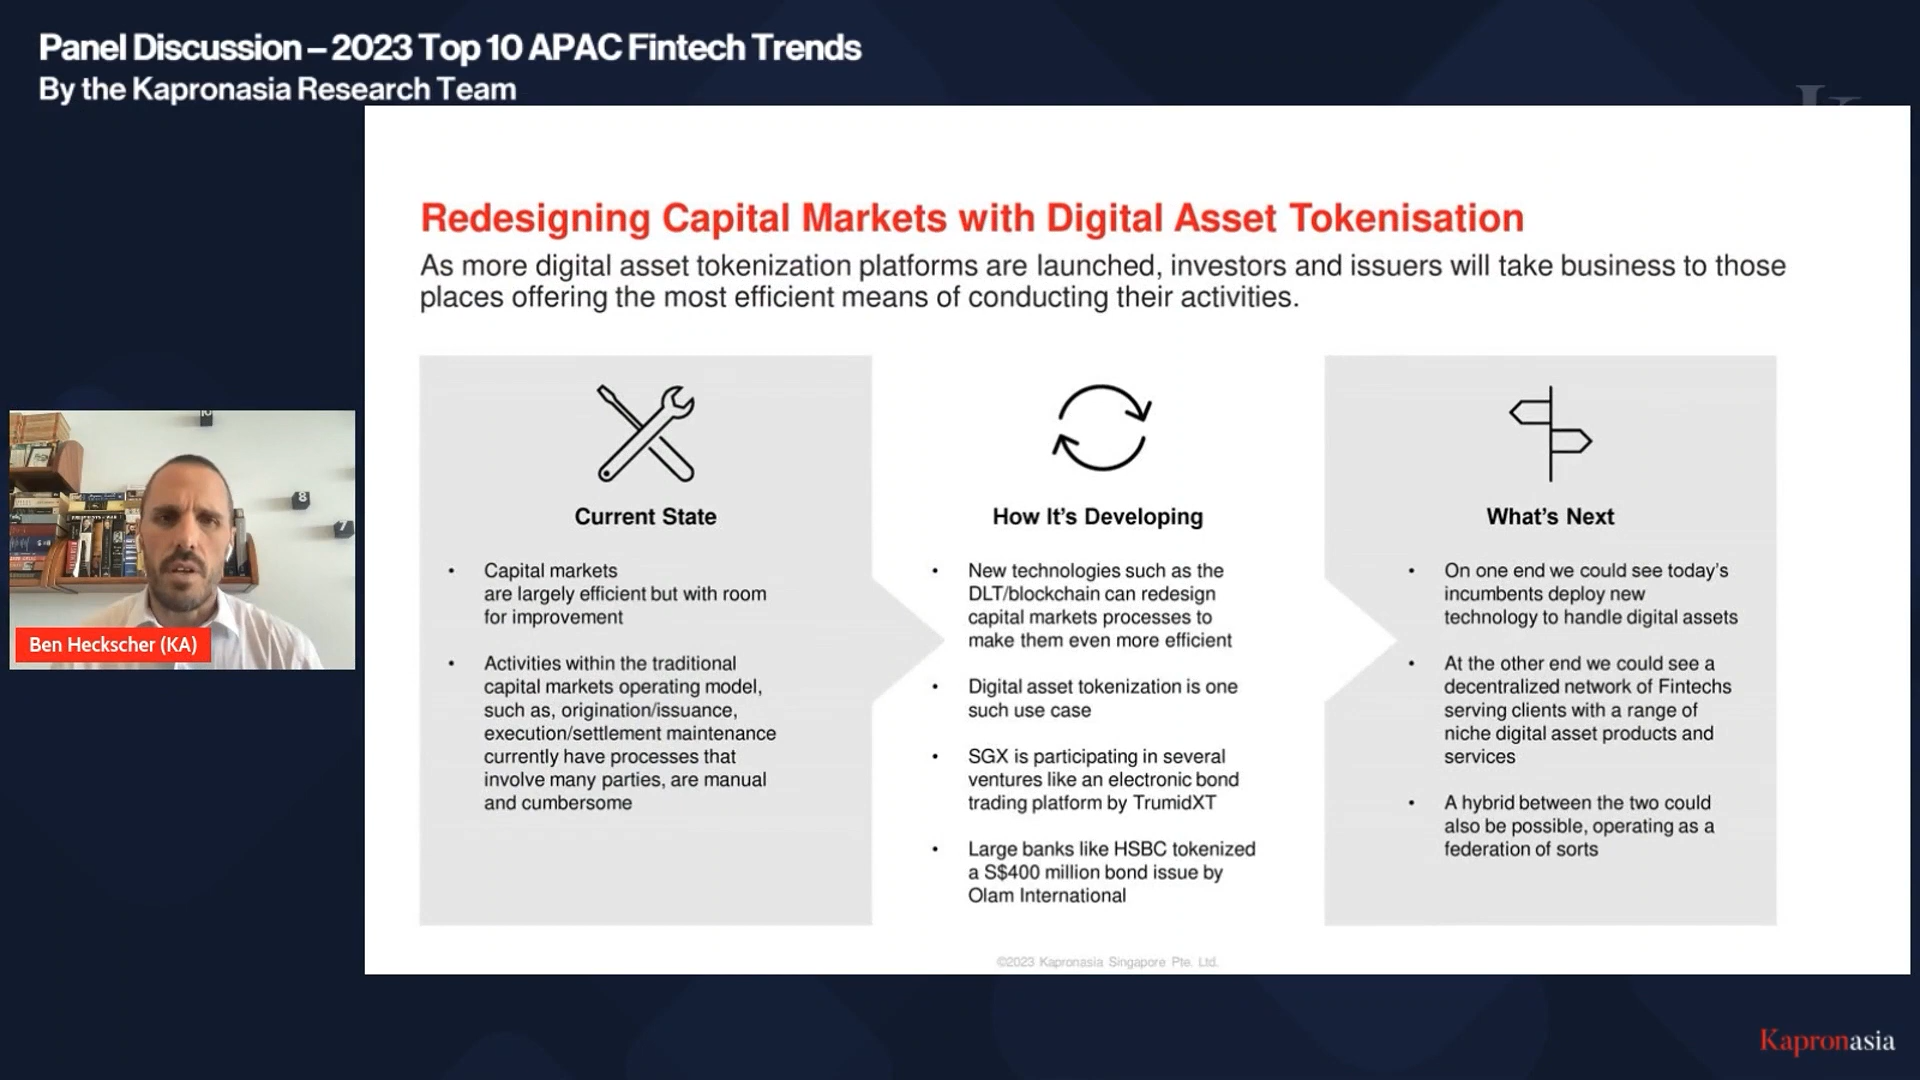 Panel Discussion – 2023 Top 10 APAC Fintech Trends
By the Kapronasia Research Team
Redesigning Capital Markets with Digital Asset Tokenisation
As more digital asset tokenization platforms are launched, investors and issuers will take business to those
places offering the most efficient means of conducting their activities.
Current State
• Capital markets
are largely efficient but with room
for improvement
• Activities within the traditional
capital markets operating model,
such as, origination/issuance,
execution/settlement maintenance
currently have processes that
involve many parties, are manual
and cumbersome
How It’s Developing
• New technologies such as the
DLT/blockchain can redesign
capital markets processes to
make them even more efficient
• Digital asset tokenization is one
such use case
• SGX is participating in several
ventures like an electronic bond
trading platform by TrumidXT
• Large banks like HSBC tokenized
a S$400 million bond issue by
Olam International
What’s Next
• On one end we could see today’s
incumbents deploy new
technology to handle digital assets
• At the other end we could see a
decentralized network of Fintechs
serving clients with a range of
niche digital asset products and
services
• A hybrid between the two could
also be possible, operating as a
federation of sorts
©2023 Kapronasia Singapore Pte. Ltd.
8
7
Ben Heckscher (KA)
Kapronasia